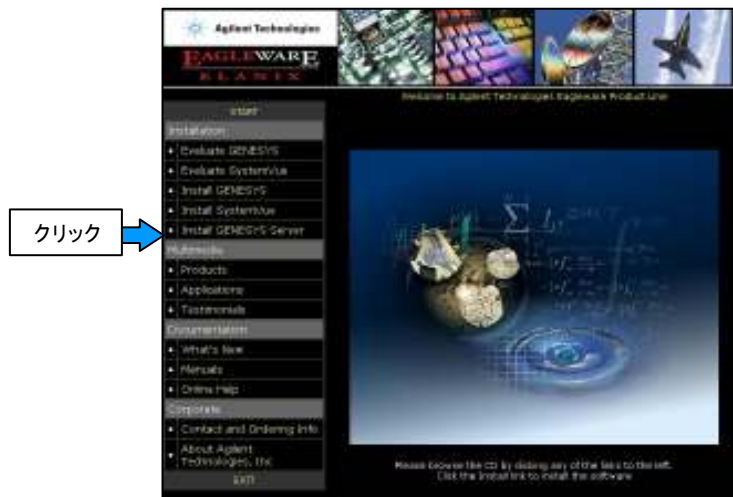 Agilent Technologies
EAGLEWARE
ELANIX
Welcome to Agilent Technologies Eagleware Product Line
START
Installation
Evaluate GENESYS
Evaluate SystemVue
Install GENESYS
Install SystemVue
Install GENESYS Server
クリック
Multimedia
Products
Applications
Testimonials
Documentation
What's New
Manuals
Online Help
Corporate
Contact and Ordering Info
About Agilent
Technologies, Inc
EXIT
Please browse the CD by clicking any of the links to the left.
Click the Install link to install the software